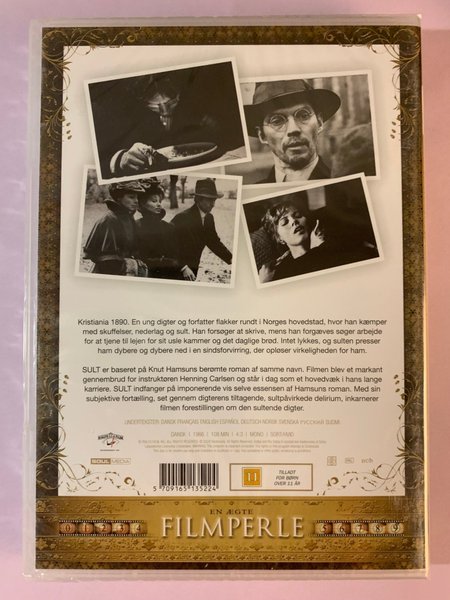 Kristiania 1890. En ung digter og forfatter flakker rundt i Norges hovedstad, hvor han kæmper
med skuffelser, nederlag og sult. Han forsøger at skrive, mens han forgæves søger arbejde
for at tjene til lejen for sit usle kammer og det daglige brød. Intet lykkes, og sulten presser
ham dybere og dybere ned i en sindsforvirring, der opløser virkeligheden for ham.
SULT er baseret på Knut Hamsuns berømte roman af samme navn. Filmen blev et markant
gennembrud for instruktøren Henning Carlsen og står i dag som et hovedværk i hans lange
karriere. SULT indfanger på imponerende vis selve essensen af Hamsuns roman. Med sin
subjektive fortælling, set gennem digterens tiltagende, sultpåvirkede delirium, inkarnerer
filmen forestillingen om den sultende digter.
UNDERTEKSTER: DANSK FRANÇAIS ENGLISH ESPAÑOL DEUTSCH NORSK SVENSKA РУССКИЙ SUOMI
DANSK | 1966 | 108 MIN | 4:3 | MONO | SORT/HVID
SOUL MEDIA
5 709165 135224
11
TILLADT
FOR BØRN
OVER 11 ÅR
ncb
EN ÆGTE
FILMPERLE